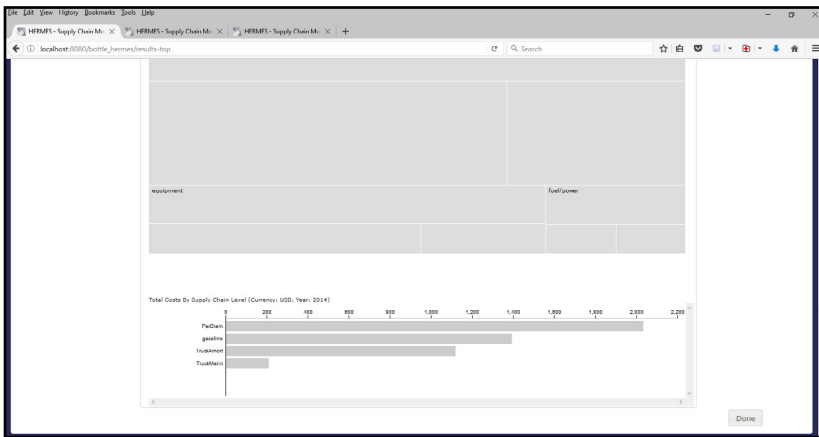 File Edit View History Bookmarks Tools Help
HERMES - Supply Chain Mo HERMES - Supply Chain Mo HERMES - Supply Chain Mo
localhost:8080/bottle_hermes/results-top Search
equipment fuel/power
Total Costs By Supply Chain Level (Currency: USD, Year: 2014)
0 200 400 600 800 1,000 1,200 1,400 1,600 1,800 2,000 2,200
PerDiem
gasoline
TruckAmort
TruckMaint
Done